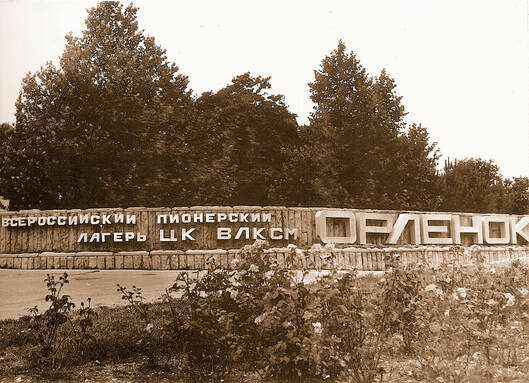 ВСЕРОССИЙСКИЙ ПИОНЕРСКИЙ
ЛАГЕРЬ ЦК ВЛКСМ
ОРЛЕНОК